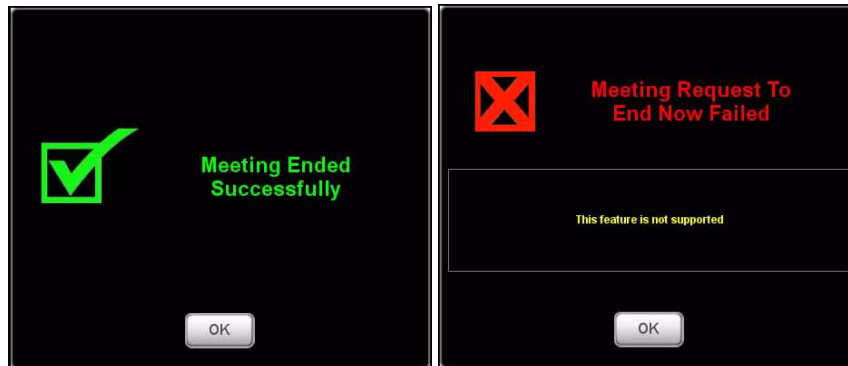 Meeting Ended
Successfully
OK
Meeting Request To
End Now Failed
This feature is not supported
OK